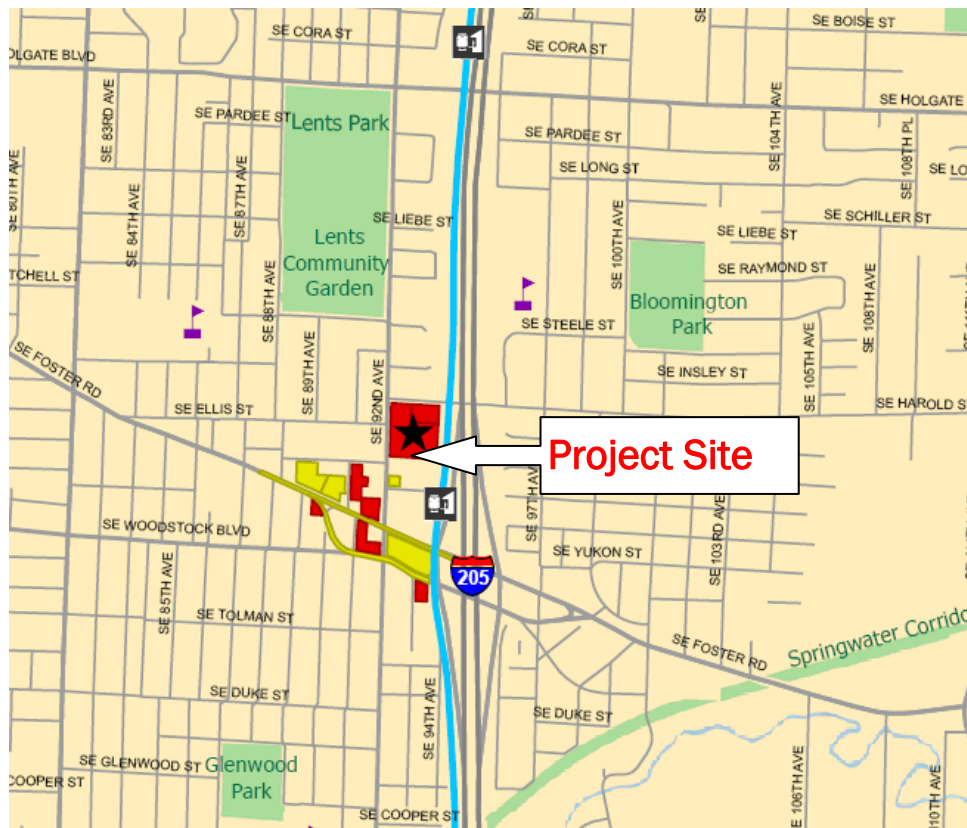 SE CORA ST
SE CORA ST
SE BOISE ST
OLGATE BLVD
SE HOLGATE
SE 83RD AVE
SE PARDEE ST
Lents Park
SE PARDEE ST
SE 104TH AVE
SE 108TH PL
SE LONG ST
SE LO
SE 80TH AVE
SE 84TH AVE
SE 87TH AVE
SE LIEBE ST
SE 100TH AVE
SE SCHILLER ST
SE LIEBE ST
Lents
Community
Garden
SE RAYMOND ST
TCHELL ST
SE 88TH AVE
Bloomington
Park
SE 108TH AVE
SE STEELE ST
SE 105TH AVE
SE FOSTER RD
SE 89TH AVE
SE 92ND AVE
SE INSLEY ST
SE ELLIS ST
SE HAROLD S
Project Site
SE 97TH AVE
SE WOODSTOCK BLVD
SE 103RD AVE
SE YUKON ST
205
SE 85TH AVE
SE TOLMAN ST
SE FOSTER RD
Springwater Corrido
SE DUKE ST
SE 94TH AVE
SE DUKE ST
SE GLENWOOD ST
Glenwood
Park
COOPER ST
SE 106TH AVE
10TH AVE
SE COOPER ST